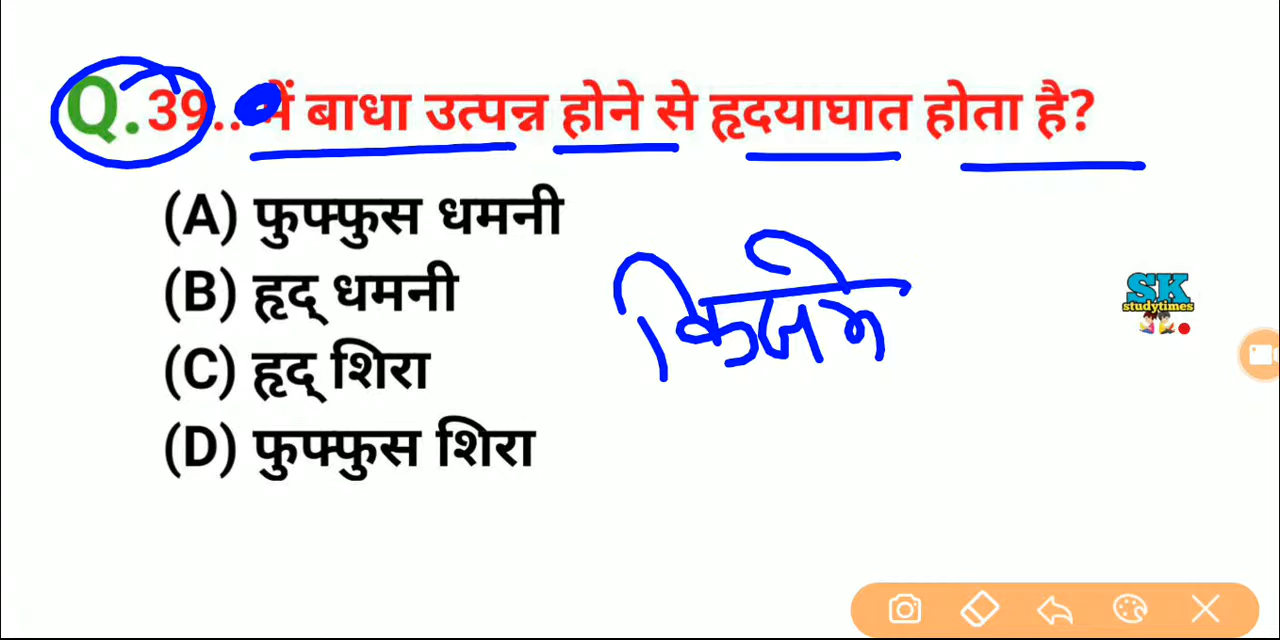 Q.39.. में बाधा उत्पन्न होने से हृदयाघात होता है?
(A) फुफ्फुस धमनी
(B) हृद् धमनी
(C) हृद् शिरा
(D) फुफ्फुस शिरा
SK
studytimes